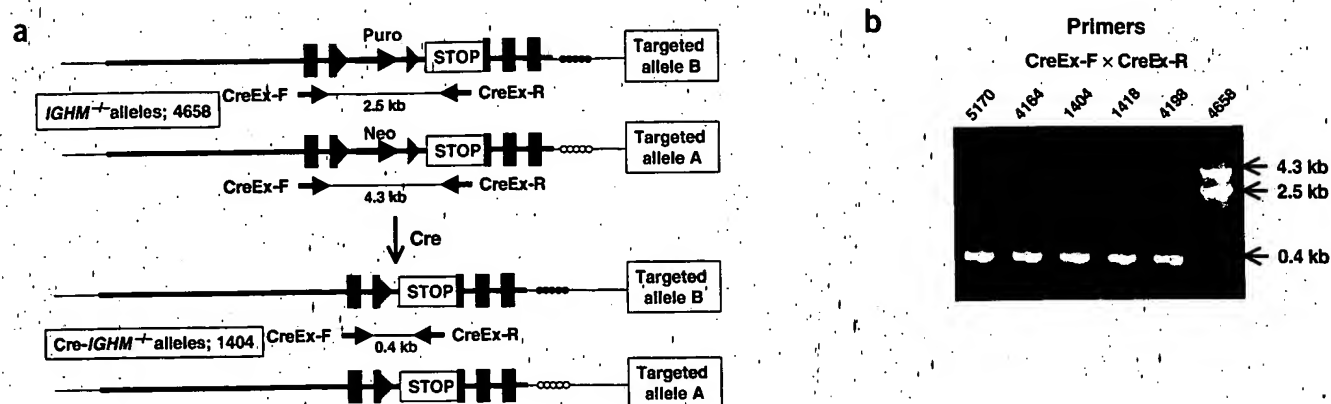 a
Puro
STOP
Targeted
allele B
CreEx-F
2.5 kb
CreEx-R
IGHM-/- alleles; 4658
Neo
STOP
Targeted
allele A
CreEx-F
4.3 kb
CreEx-R
Cre
STOP
Targeted
allele B
Cre-IGHM-/- alleles; 1404
CreEx-F
0.4 kb
CreEx-R
STOP
Targeted
allele A
b
Primers
CreEx-F × CreEx-R
5170 4164 1404 1418 4198 4658
4.3 kb
2.5 kb
0.4 kb